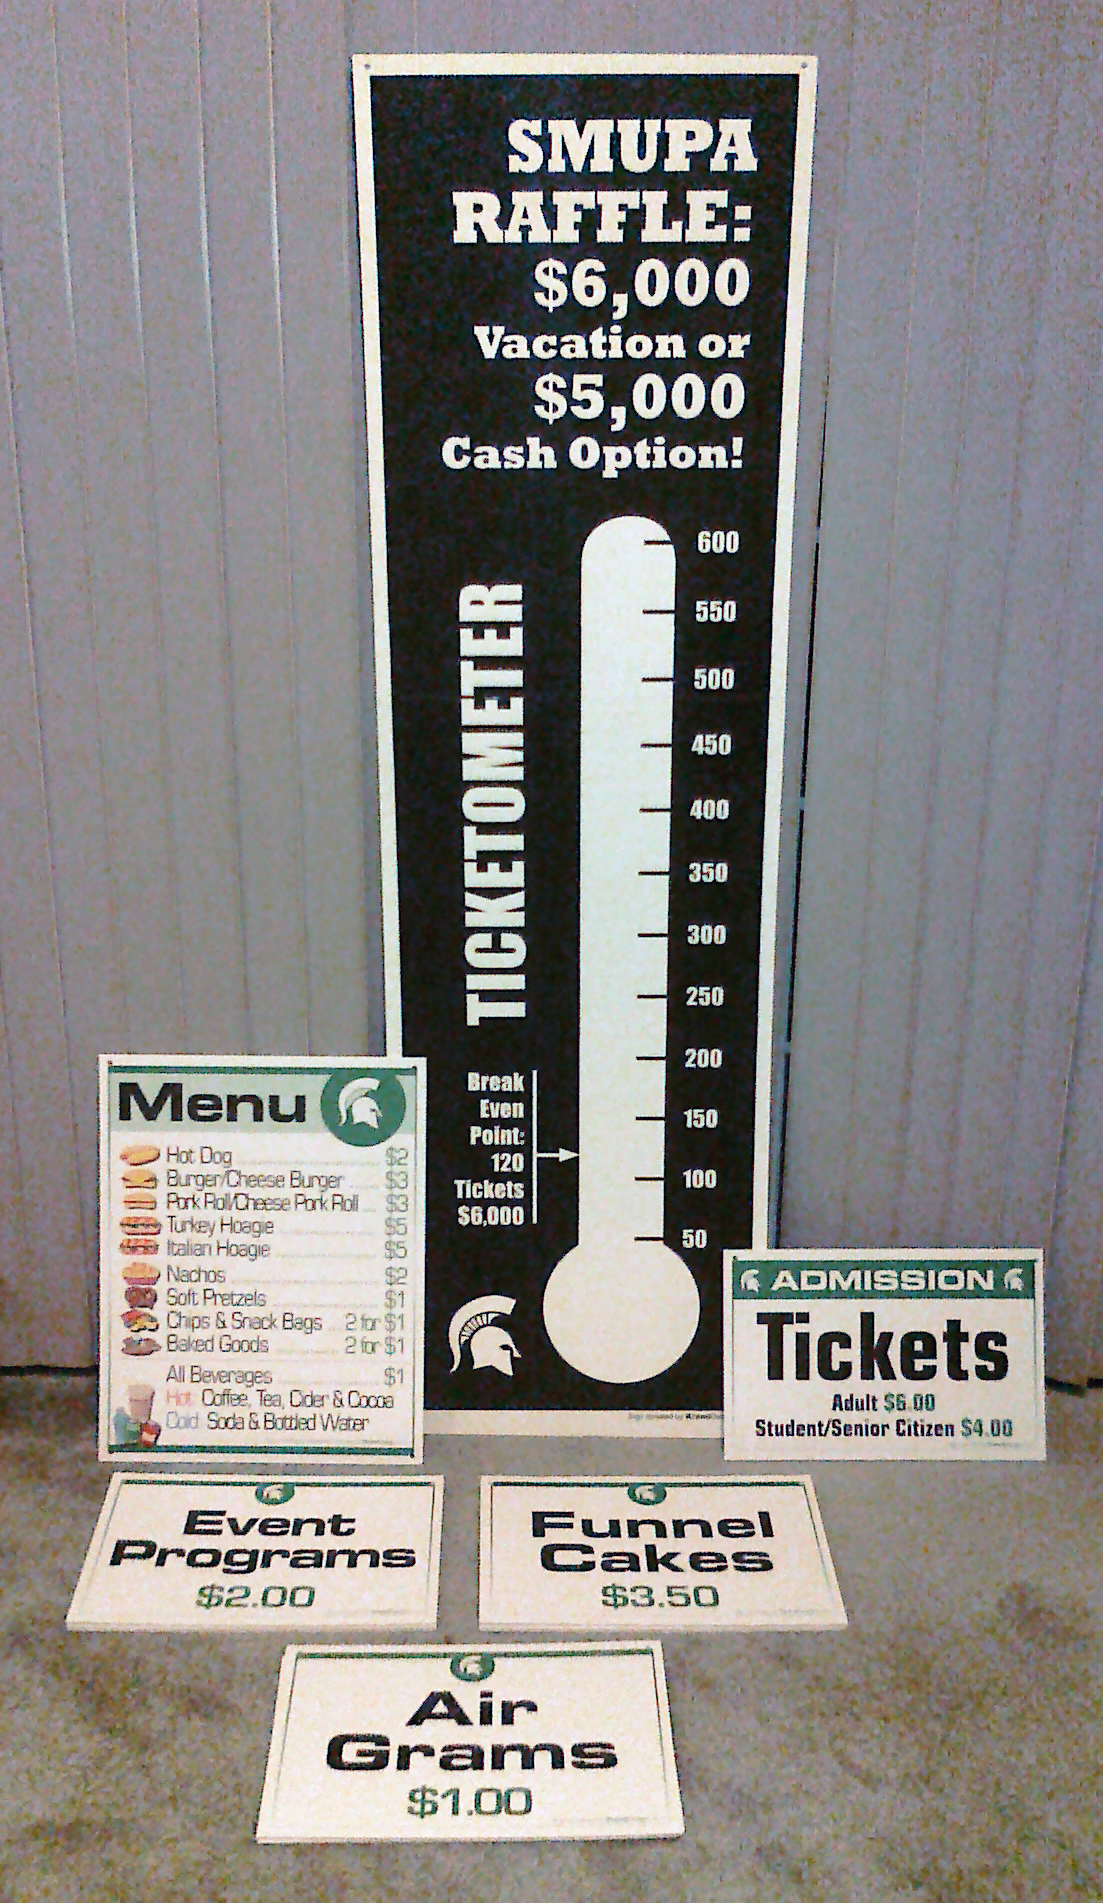 SMUPA
RAFFLE:
$6,000
Vacation or
$5,000
Cash Option!
TICKETOMETER
600
550
500
450
400
350
300
250
200
150
100
50
Break
Even
Point:
120
Tickets
$6,000
Menu
Hot Dog $2
Burger/Cheese Burger $3
Pork Roll/Cheese Pork Roll $3
Turkey Hoagie $5
Italian Hoagie $5
Nachos $2
Soft Pretzels $1
Chips & Snack Bags 2 for $1
Baked Goods 2 for $1
All Beverages $1
Hot: Coffee, Tea, Cider & Cocoa
Cold: Soda & Bottled Water
ADMISSION
Tickets
Adult $6.00
Student/Senior Citizen $4.00
Event
Programs
$2.00
Funnel
Cakes
$3.50
Air
Grams
$1.00